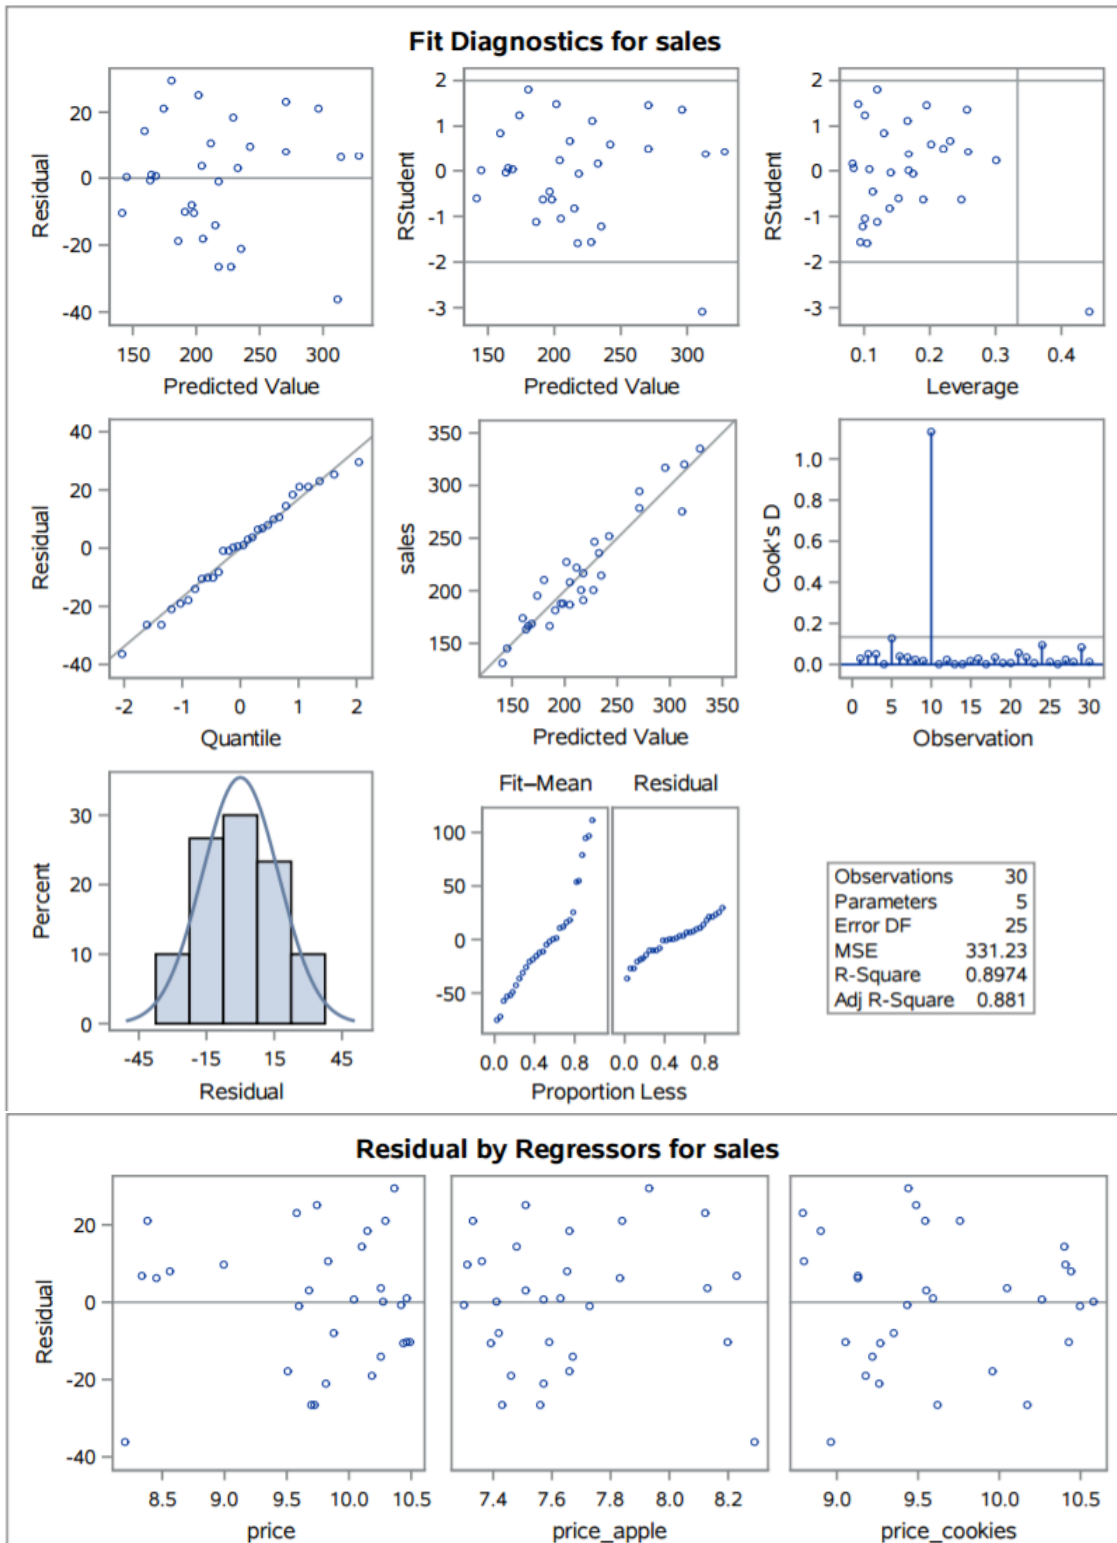 Fit Diagnostics for sales
Residual
20
0
-20
-40
150 200 250 300
Predicted Value
RStudent
2
1
0
-1
-2
-3
150 200 250 300
Predicted Value
RStudent
2
1
0
-1
-2
-3
0.1 0.2 0.3 0.4
Leverage
Residual
40
20
0
-20
-40
-2 -1 0 1 2
Quantile
sales
350
300
250
200
150
150 200 250 300 350
Predicted Value
Cook's D
1.0
0.8
0.6
0.4
0.2
0.0
0 5 10 15 20 25 30
Observation
Percent
30
20
10
0
-45 -15 15 45
Residual
Fit–Mean Residual
100
50
0
-50
0.0 0.4 0.8 0.0 0.4 0.8
Proportion Less
Observations 30
Parameters 5
Error DF 25
MSE 331.23
R-Square 0.8974
Adj R-Square 0.881
Residual by Regressors for sales
Residual
20
0
-20
-40
8.5 9.0 9.5 10.0 10.5
price
7.4 7.6 7.8 8.0 8.2
price_apple
9.0 9.5 10.0 10.5
price_cookies